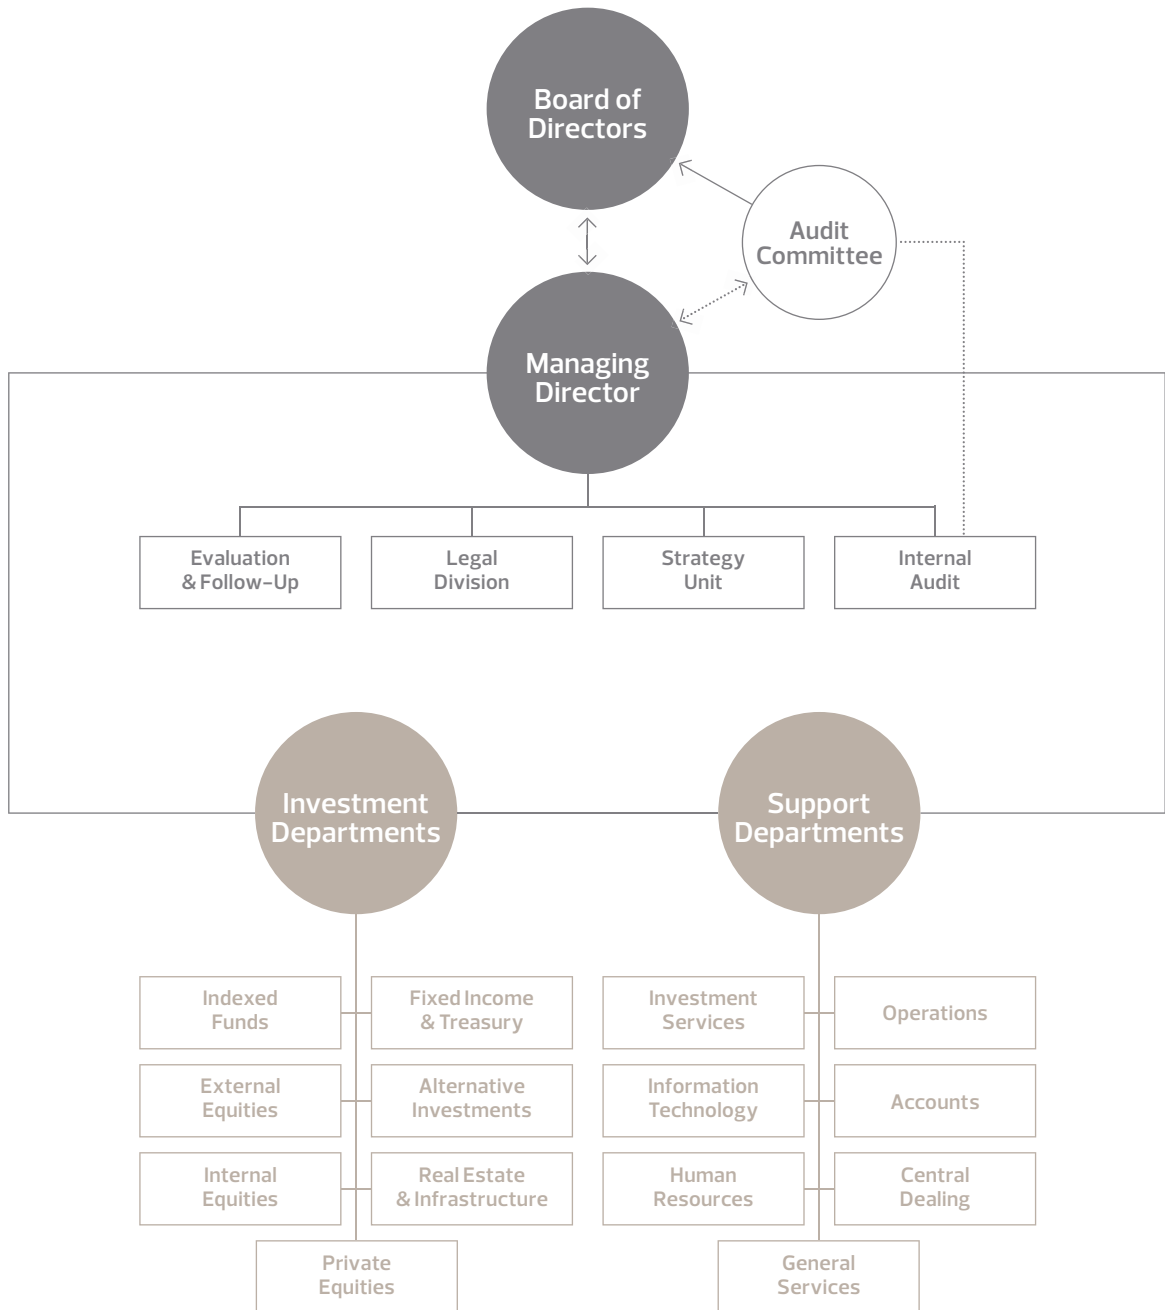 Board of
Directors
Audit
Committee
Managing
Director
Evaluation
& Follow-Up
Legal
Division
Strategy
Unit
Internal
Audit
Investment
Departments
Support
Departments
Indexed
Funds
Fixed Income
& Treasury
Investment
Services
Operations
External
Equities
Alternative
Investments
Information
Technology
Accounts
Internal
Equities
Real Estate
& Infrastructure
Human
Resources
Central
Dealing
Private
Equities
General
Services